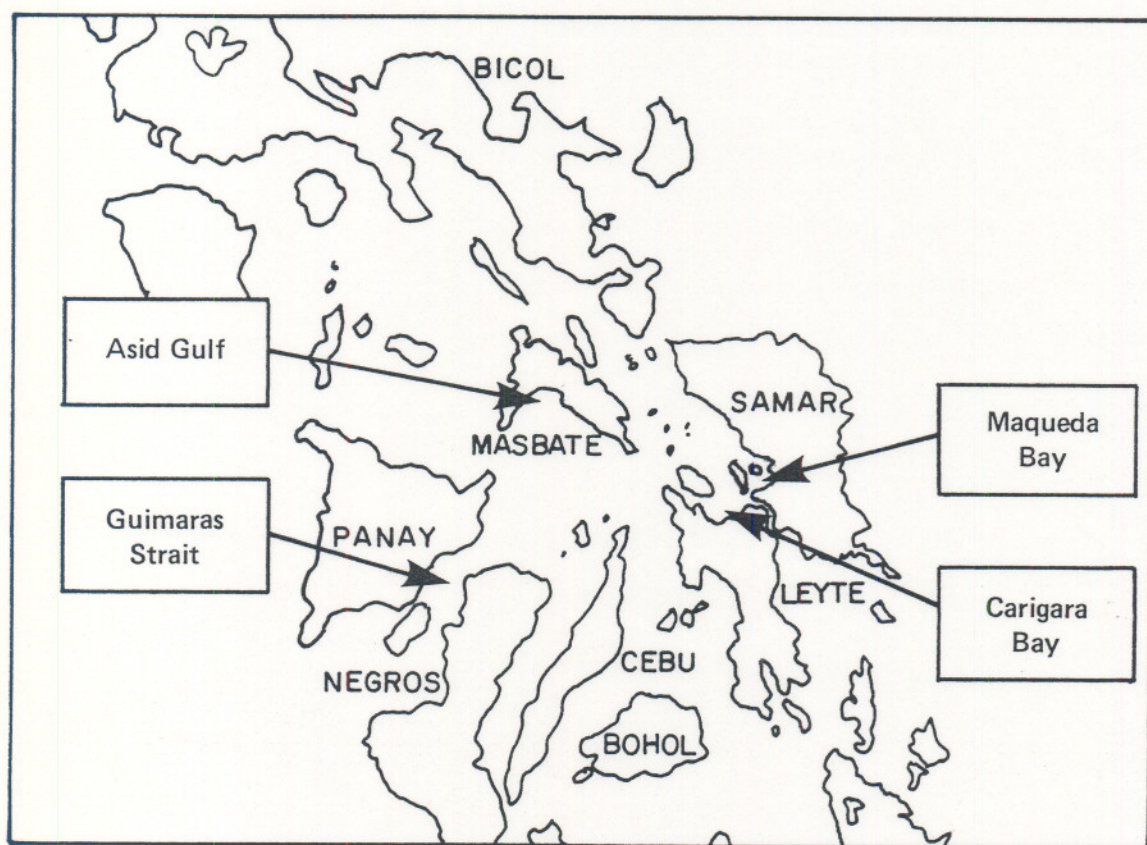 BICOL
Asid Gulf
SAMAR
MASBATE
Maqueda
Bay
Guimaras
Strait
PANAY
LEYTE
Carigara
Bay
CEBU
NEGROS
BOHOL